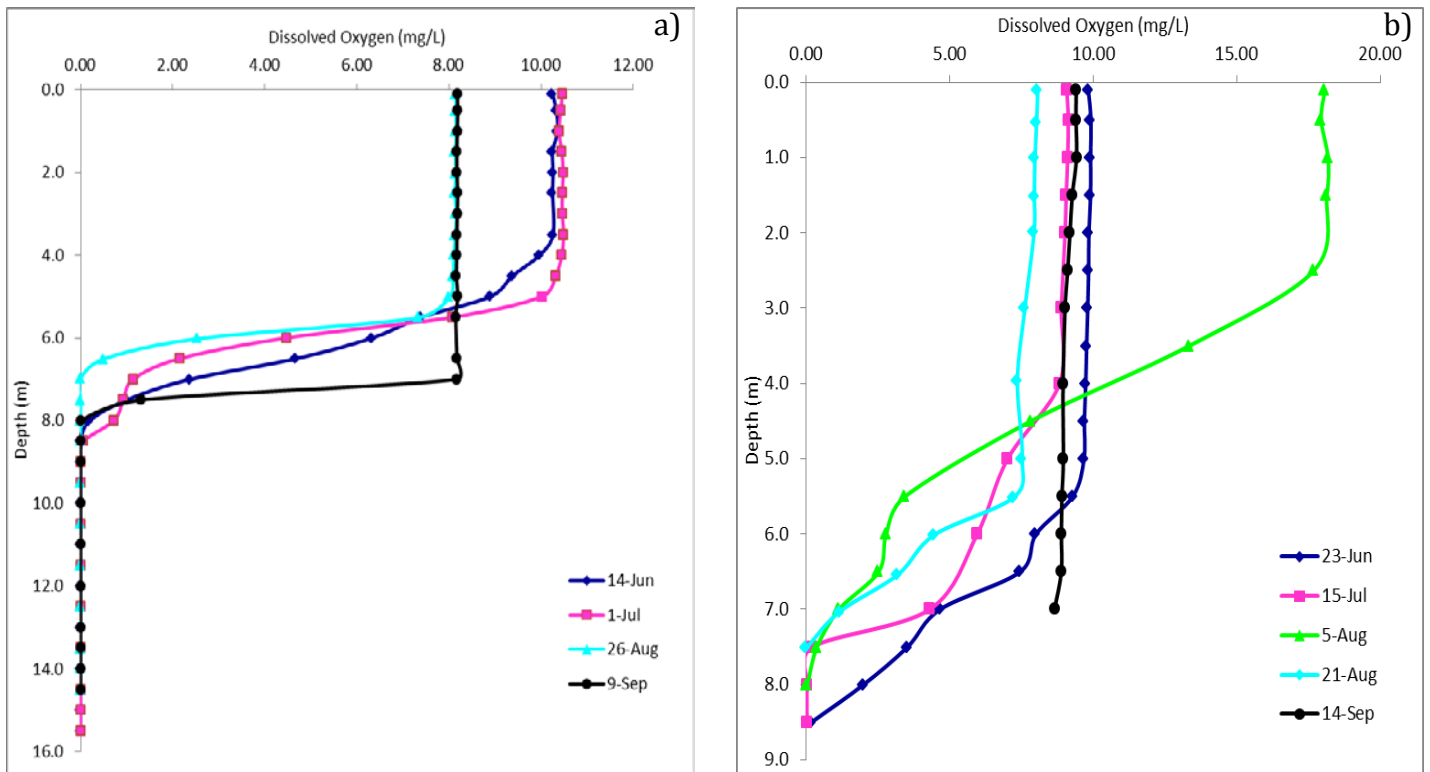 a)
Dissolved Oxygen (mg/L)
0.00 2.00 4.00 6.00 8.00 10.00 12.00
0.0
2.0
4.0
6.0
8.0
10.0
12.0
14.0
16.0
Depth (m)
14-Jun
1-Jul
26-Aug
9-Sep
b)
Dissolved Oxygen (mg/L)
0.00 5.00 10.00 15.00 20.00
0.0
1.0
2.0
3.0
4.0
5.0
6.0
7.0
8.0
9.0
Depth (m)
23-Jun
15-Jul
5-Aug
21-Aug
14-Sep